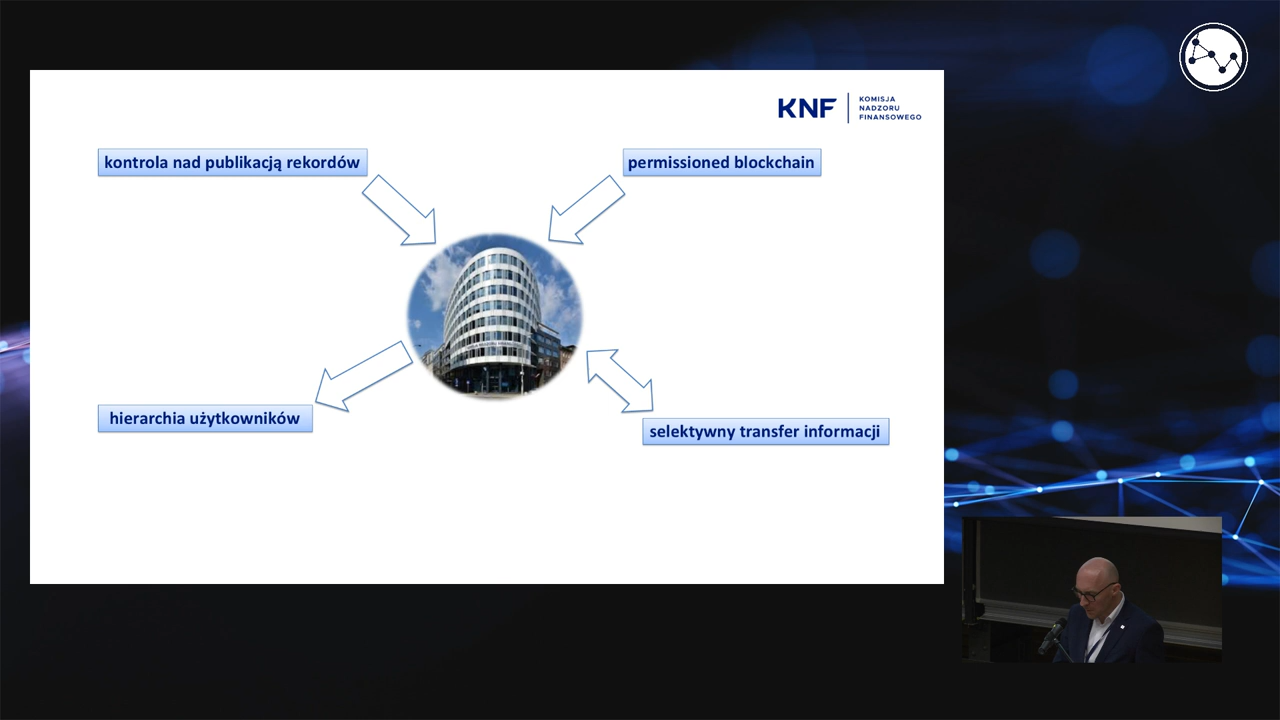 KNF
KOMISJA
NADZORU
FINANSOWEGO
kontrola nad publikacją rekordów
permissioned blockchain
hierarchia użytkowników
selektywny transfer informacji